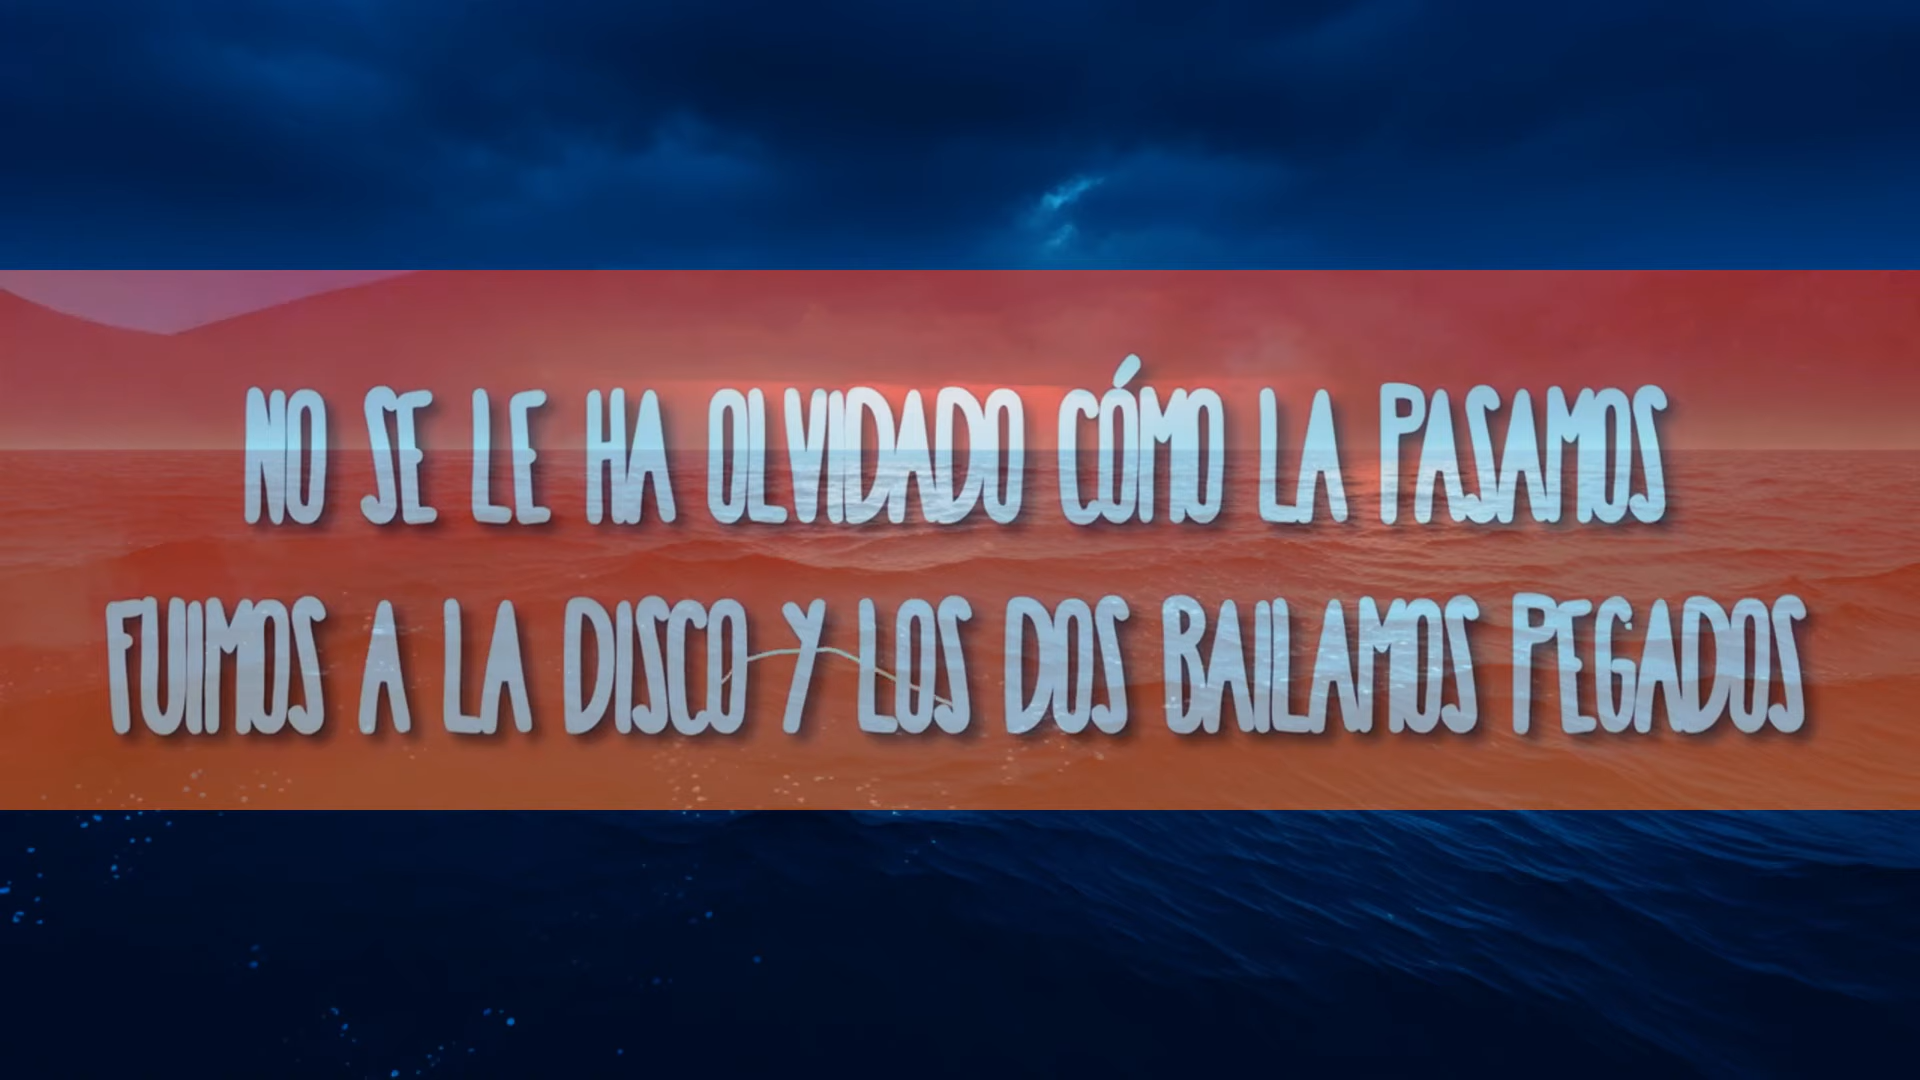 NO SE LE HA OLVIDADO CÓMO LA PASAMOS
FUIMOS A LA DISCO Y LOS DOS BAILAMOS PEGADOS